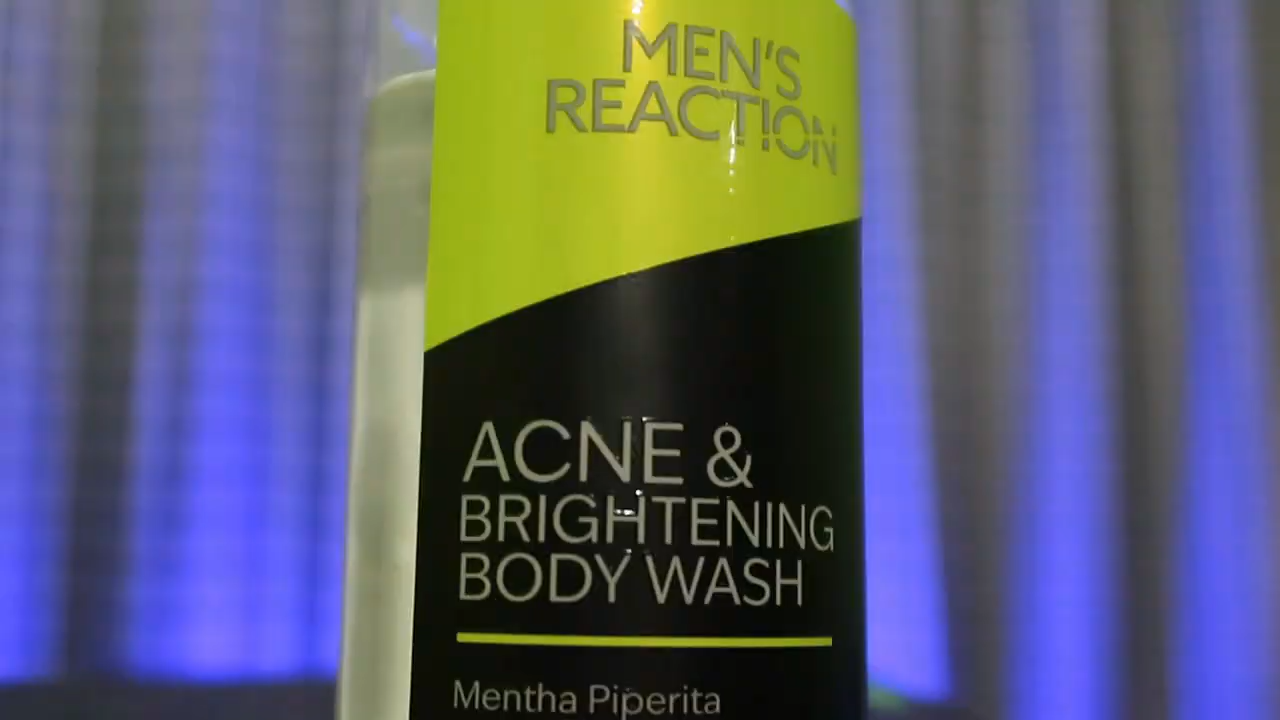 MEN'S
REACTION
ACNE &
BRIGHTENING
BODY WASH
Mentha Piperita